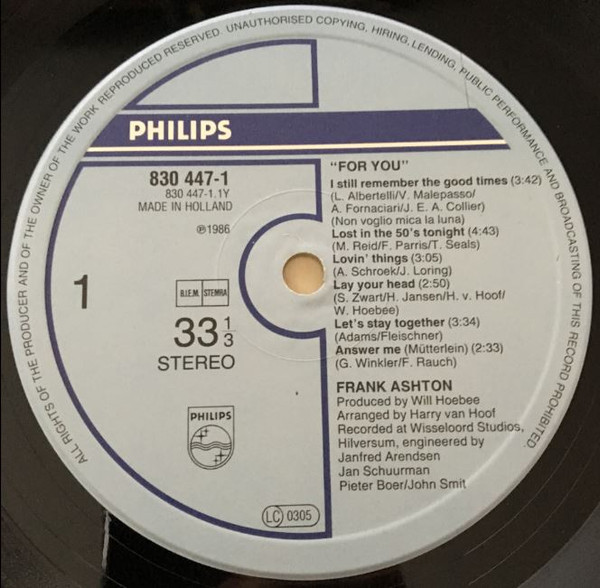 ALL RIGHTS OF THE PRODUCER AND OF THE OWNER OF THE WORK REPRODUCED RESERVED. UNAUTHORISED COPYING, HIRING, LENDING, PUBLIC PERFORMANCE AND BROADCASTING OF THIS RECORD PROHIBITED.
PHILIPS
830 447-1
830 447-1.1Y
MADE IN HOLLAND
℗1986
1
B.I.E.M. STEMRA
33 1/3
STEREO
PHILIPS
LC 0305
"FOR YOU"
I still remember the good times (3:42)
(L. Albertelli/V. Malepasso/
A. Fornaciari/J. E. A. Collier)
(Non voglio mica la luna)
Lost in the 50's tonight (4:43)
(M. Reid/F. Parris/T. Seals)
Lovin' things (3:05)
(A. Schroek/J. Loring)
Lay your head (2:50)
(S. Zwart/H. Jansen/H. v. Hoof/
W. Hoebee)
Let's stay together (3:34)
(Adams/Fleischner)
Answer me (Mütterlein) (2:33)
(G. Winkler/F. Rauch)
FRANK ASHTON
Produced by Will Hoebee
Arranged by Harry van Hoof
Recorded at Wisseloord Studios,
Hilversum, engineered by
Janfred Arendsen
Jan Schuurman
Pieter Boer/John Smit